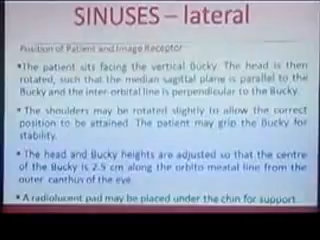 SINUSES – lateral
Position of Patient and Image Receptor
•The patient sits facing the vertical Bucky. The head is then
rotated, such that the median sagittal plane is parallel to the
Bucky and the inter-orbital line is perpendicular to the Bucky.
• The shoulders may be rotated slightly to allow the correct
position to be attained. The patient may grip the Bucky for
stability.
• The head and Bucky heights are adjusted so that the centre
of the Bucky is 2.5 cm along the orbito meatal line from the
outer canthus of the eye.
• A radiolucent pad may be placed under the chin for support.